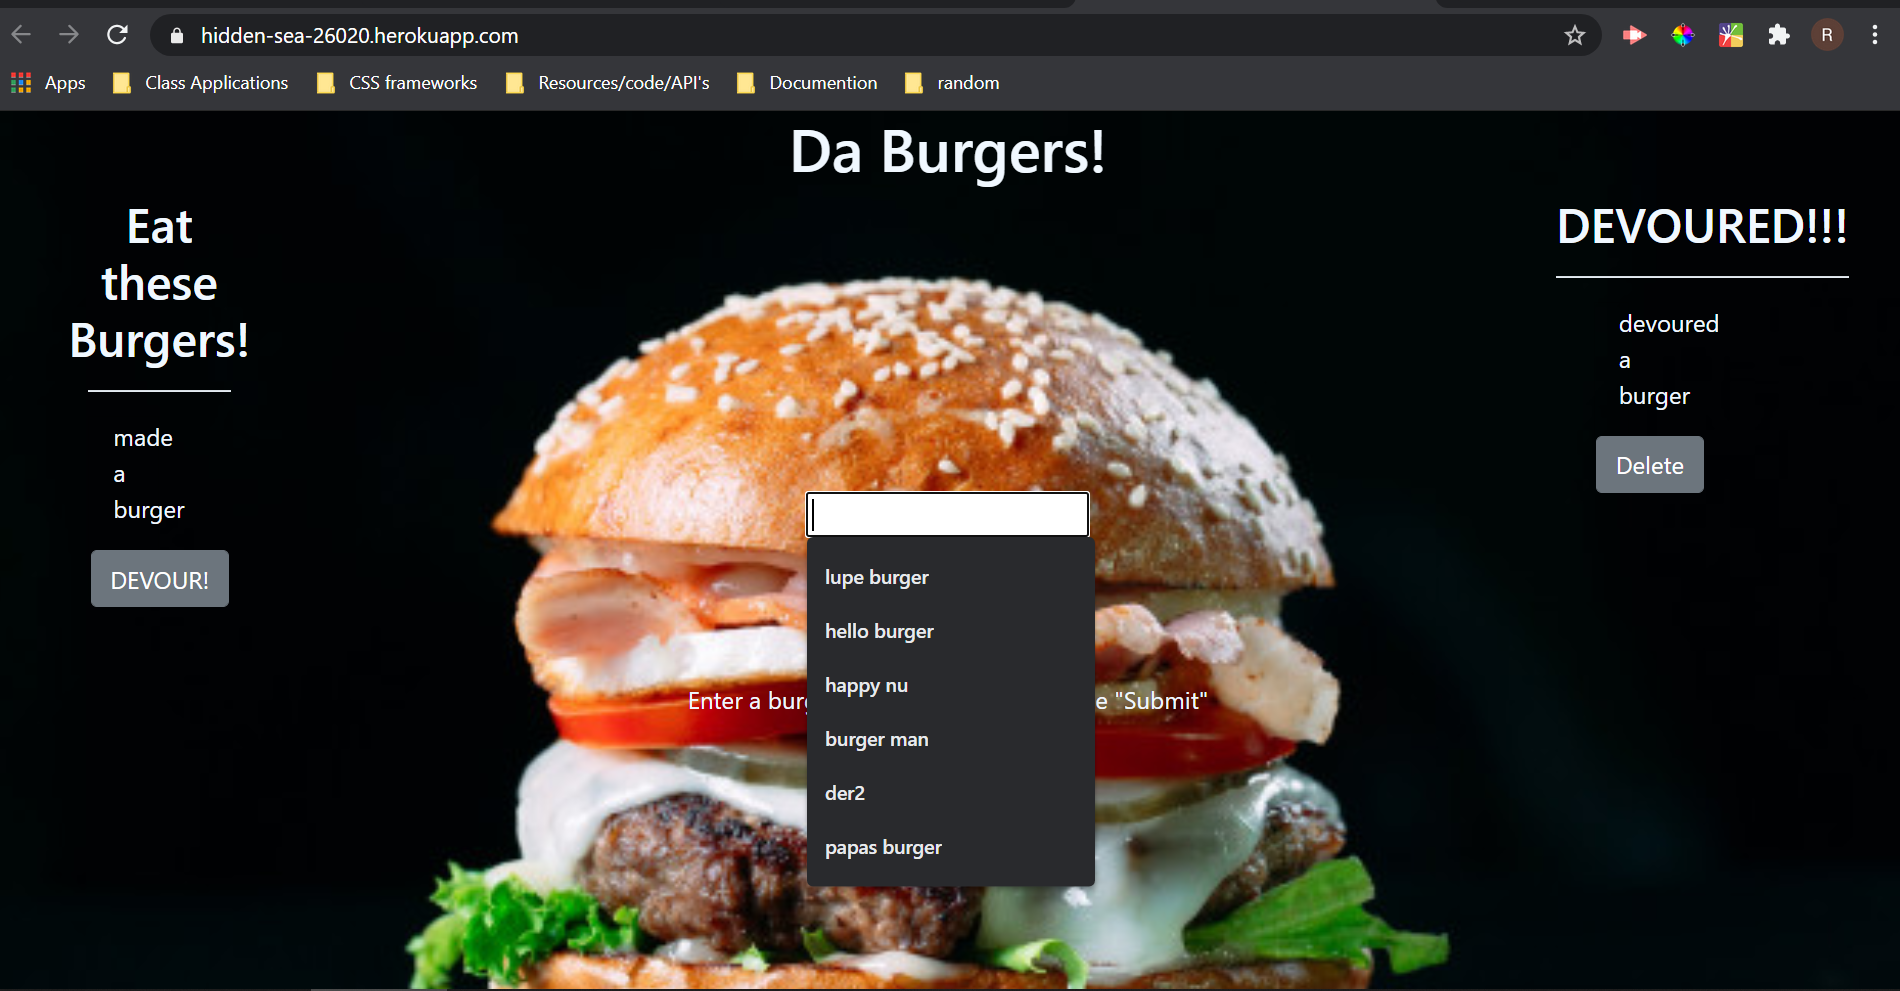 hidden-sea-26020.herokuapp.com
R
Apps
Class Applications
CSS frameworks
Resources/code/API's
Documention
random
Da Burgers!
Eat
these
Burgers!
made
a
burger
DEVOUR!
lupe burger
hello burger
happy nu
burger man
der2
papas burger
Enter a e "Submit"
DEVOURED!!!
devoured
a
burger
Delete